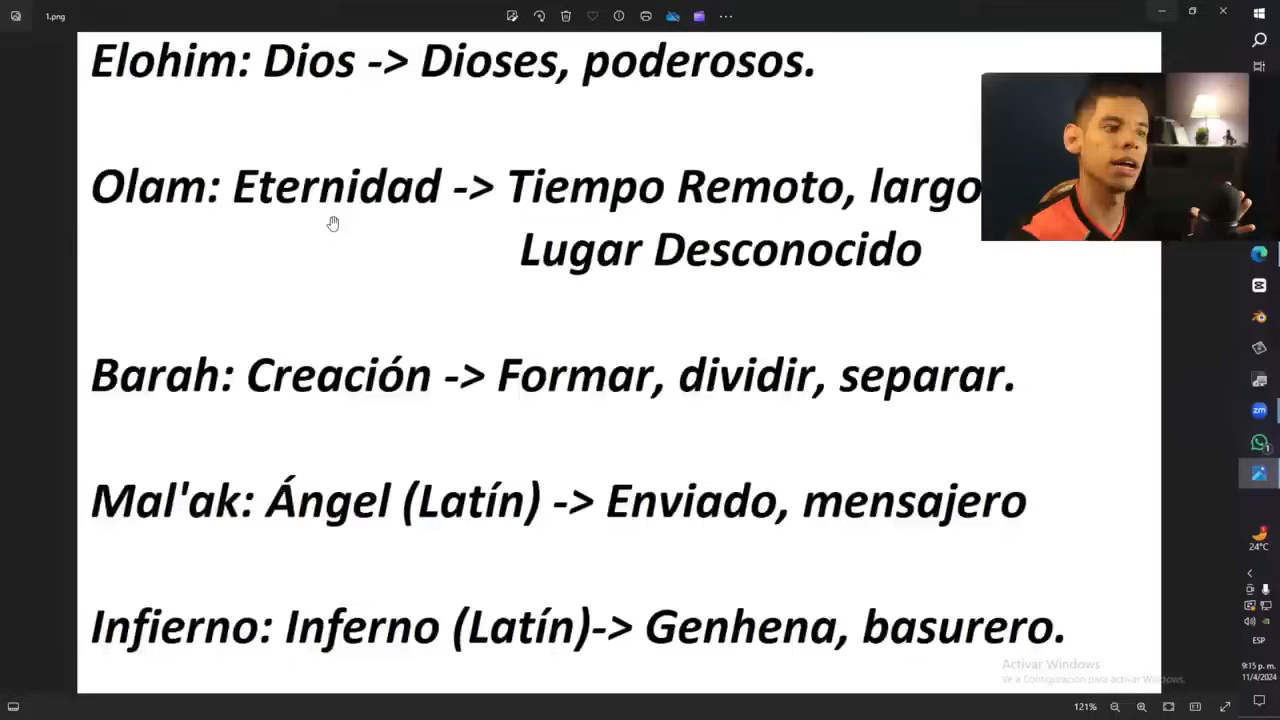 1.png
Elohim: Dios -> Dioses, poderosos.
Olam: Eternidad -> Tiempo Remoto, largo
Lugar Desconocido
Barah: Creación -> Formar, dividir, separar.
Mal'ak: Ángel (Latín) -> Enviado, mensajero
Infierno: Inferno (Latín)-> Genhena, basurero.
Activar Windows
Ve a Configuración para activar Windows.
24°C
ESP
9:15 p. m.
11/4/2024
121%